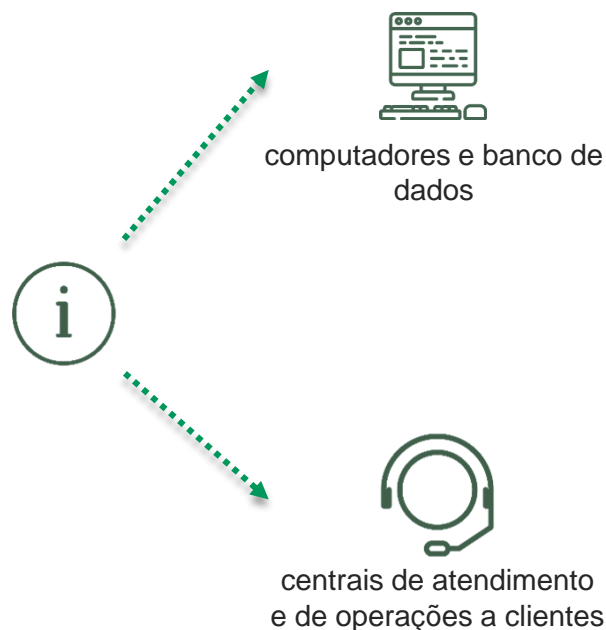 computadores e banco de
dados
i
centrais de atendimento
e de operações a clientes